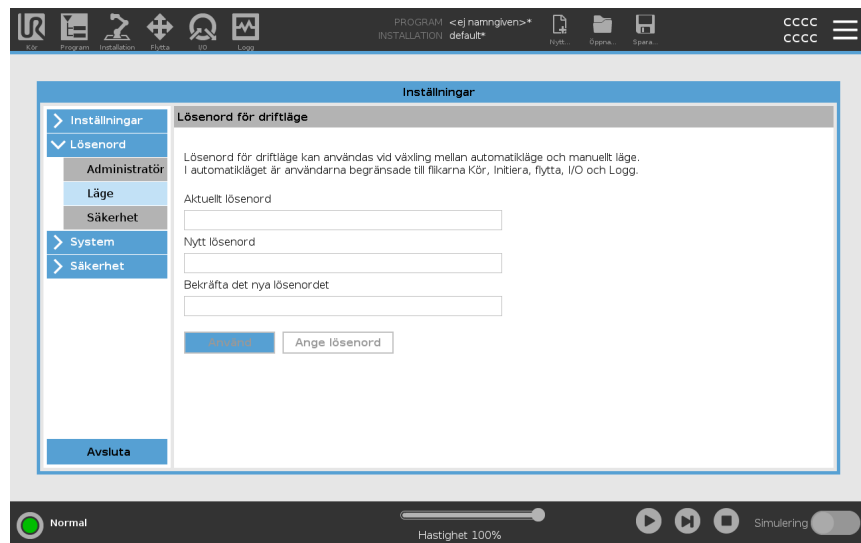 UR
PROGRAM <ej namngiven>*
INSTALLATION default*
cccc
cccc
Kör Program Installation Flytta I/O Logg Nytt... Öppna... Spara...
Inställningar
Inställningar
Lösenord
Administratör
Läge
Säkerhet
System
Säkerhet
Avsluta
Lösenord för driftläge
Lösenord för driftläge kan användas vid växling mellan automatikläge och manuellt läge.
I automatikläget är användarna begränsade till flikarna Kör, Initiera, flytta, I/O och Logg.
Aktuellt lösenord
Nytt lösenord
Bekräfta det nya lösenordet
Använd Ange lösenord
Normal
Hastighet 100%
Simulering